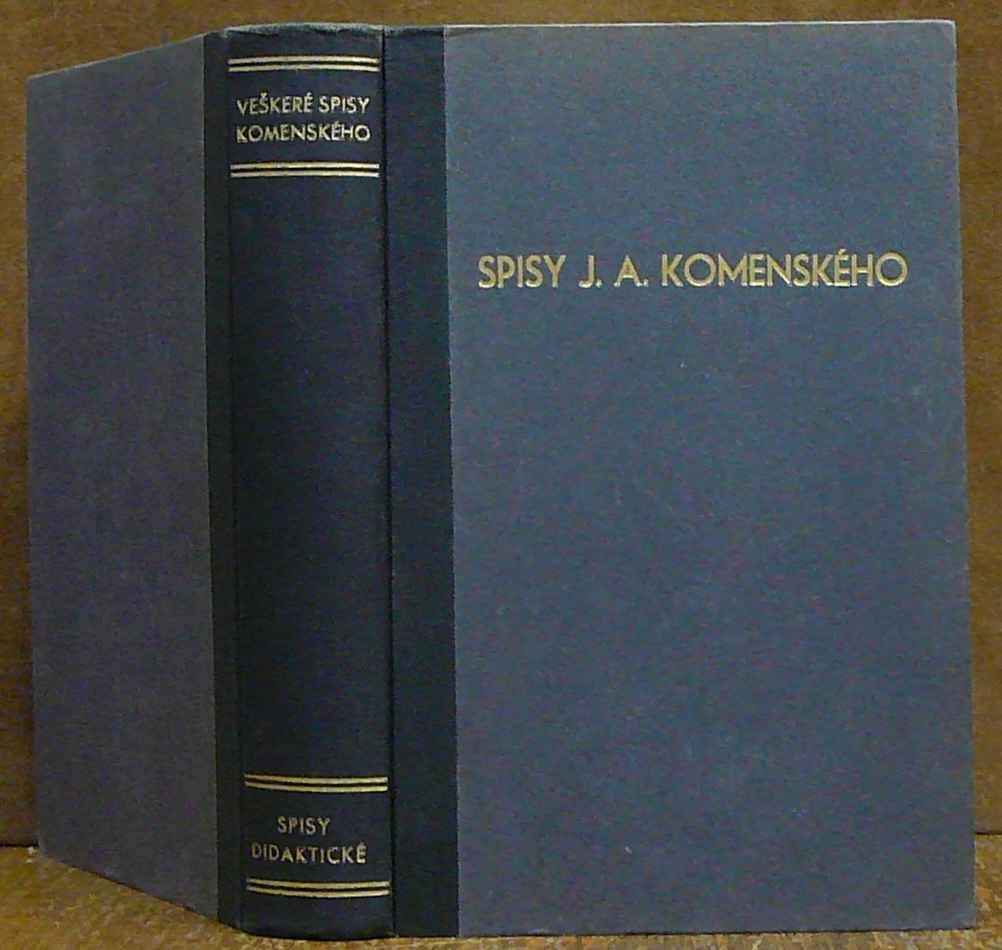 VEŠKERÉ SPISY
KOMENSKÉHO
SPISY
DIDAKTICKÉ
SPISY J. A. KOMENSKÉHO